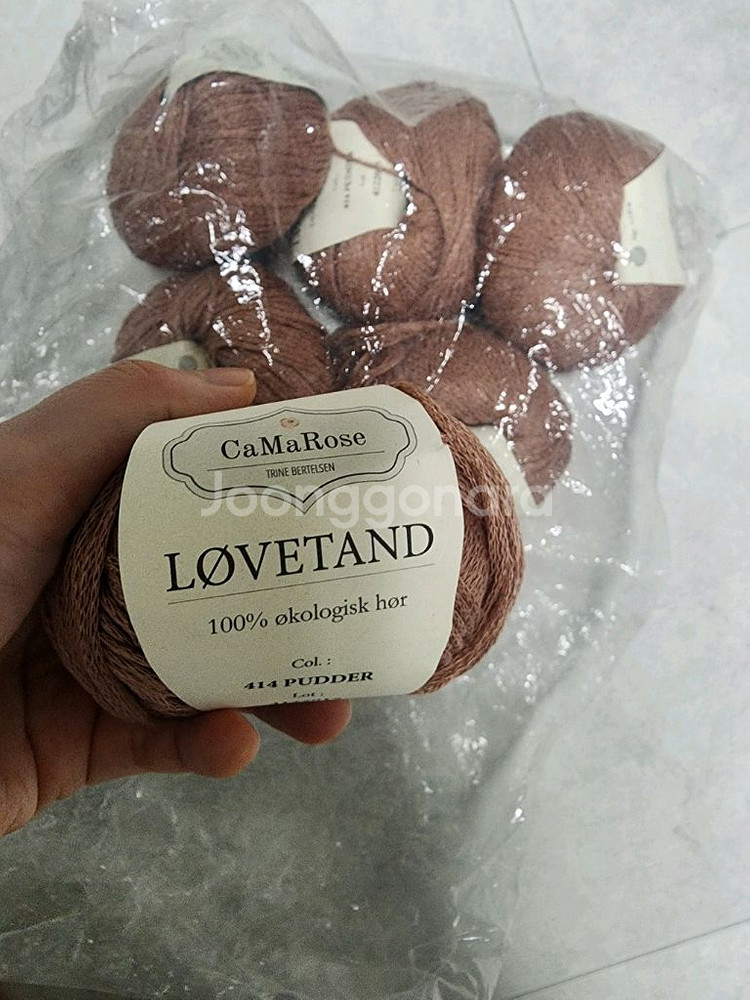 CaMaRose
TRINE BERTELSEN
LØVETAND
100% økologisk hør
Col. :
414 PUDDER
Lot :
Joonggonara